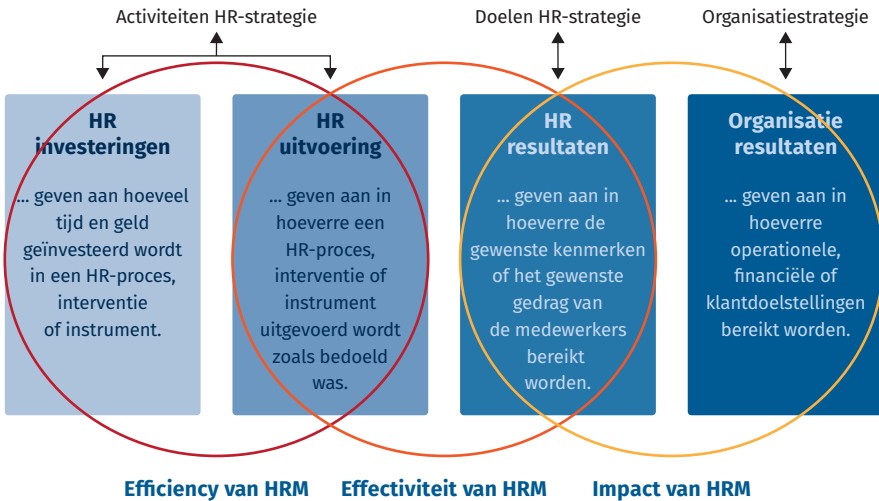 Activiteiten HR-strategie
Doelen HR-strategie
Organisatiestrategie
HR
investeringen
... geven aan hoeveel
tijd en geld
geïnvesteerd wordt
in een HR-proces,
interventie
of instrument.
HR
uitvoering
... geven aan in
hoeverre een
HR-proces,
interventie of
instrument
uitgevoerd wordt
zoals bedoeld
was.
HR
resultaten
... geven aan in
hoeverre de
gewenste kenmerken
of het gewenste
gedrag van
de medewerkers
bereikt
worden.
Organisatie
resultaten
... geven aan in
hoeverre
operationele,
financiële of
klantdoelstellingen
bereikt worden.
Efficiency van HRM
Effectiviteit van HRM
Impact van HRM